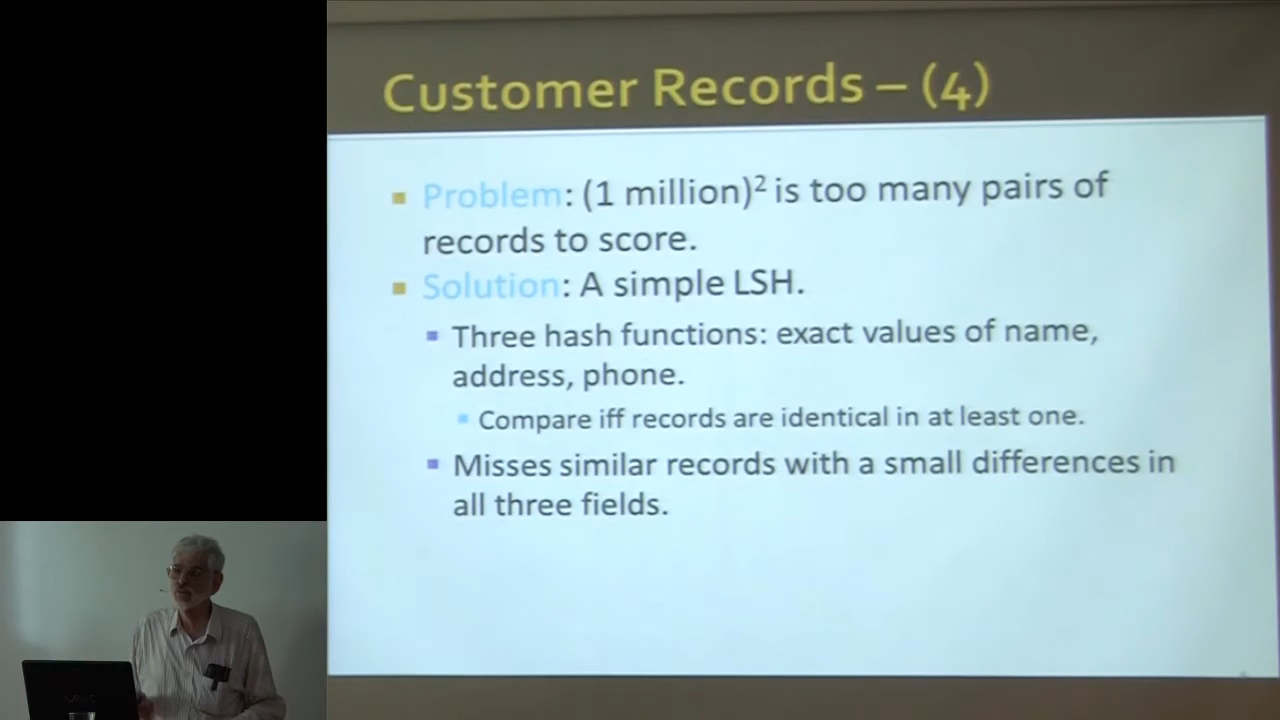 Customer Records – (4)
Problem: (1 million)² is too many pairs of
records to score.
Solution: A simple LSH.
Three hash functions: exact values of name,
address, phone.
Compare iff records are identical in at least one.
Misses similar records with a small differences in
all three fields.
VAIO